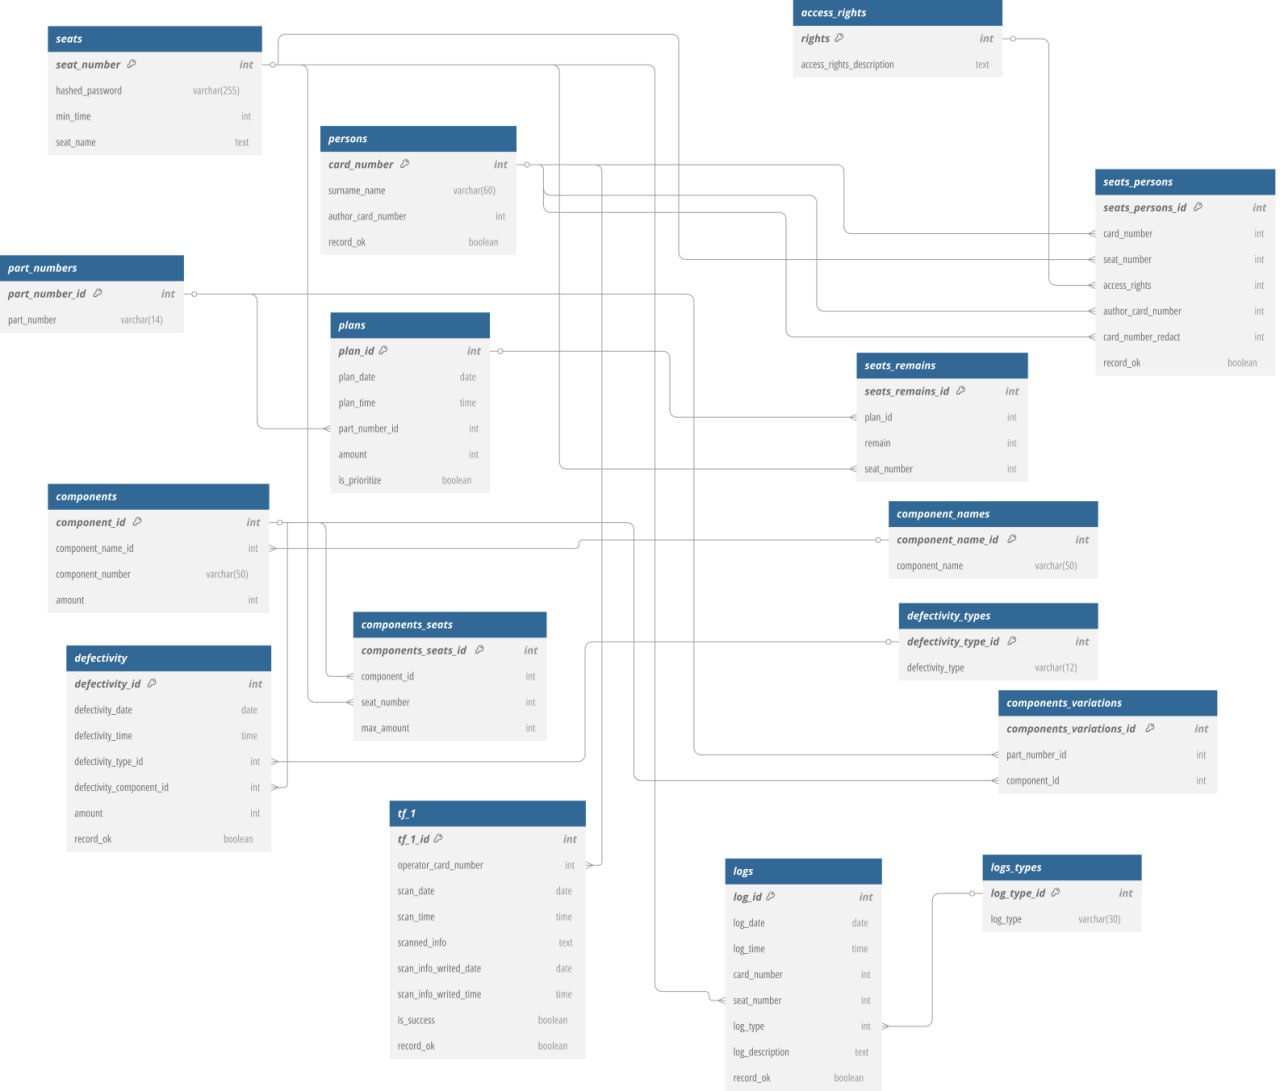 seats
seat_number int
hashed_password varchar(255)
min_time int
seat_name text
access_rights
rights int
access_rights_description text
persons
card_number int
surname_name varchar(60)
author_card_number int
record_ok boolean
seats_persons
seats_persons_id int
card_number int
seat_number int
access_rights int
author_card_number int
card_number_redact int
record_ok boolean
part_numbers
part_number_id int
part_number varchar(14)
plans
plan_id int
plan_date date
plan_time time
part_number_id int
amount int
is_prioritize boolean
seats_remains
seats_remains_id int
plan_id int
remain int
seat_number int
components
component_id int
component_name_id int
component_number varchar(50)
amount int
component_names
component_name_id int
component_name varchar(50)
components_seats
components_seats_id int
component_id int
seat_number int
max_amount int
defectivity_types
defectivity_type_id int
defectivity_type varchar(12)
defectivity
defectivity_id int
defectivity_date date
defectivity_time time
defectivity_type_id int
defectivity_component_id int
amount int
record_ok boolean
components_variations
components_variations_id int
part_number_id int
component_id int
tf_1
tf_1_id int
operator_card_number int
scan_date date
scan_time time
scanned_info text
scan_info_writed_date date
scan_info_writed_time time
is_success boolean
record_ok boolean
logs
log_id int
log_date date
log_time time
card_number int
seat_number int
log_type int
log_description text
record_ok boolean
logs_types
log_type_id int
log_type varchar(30)